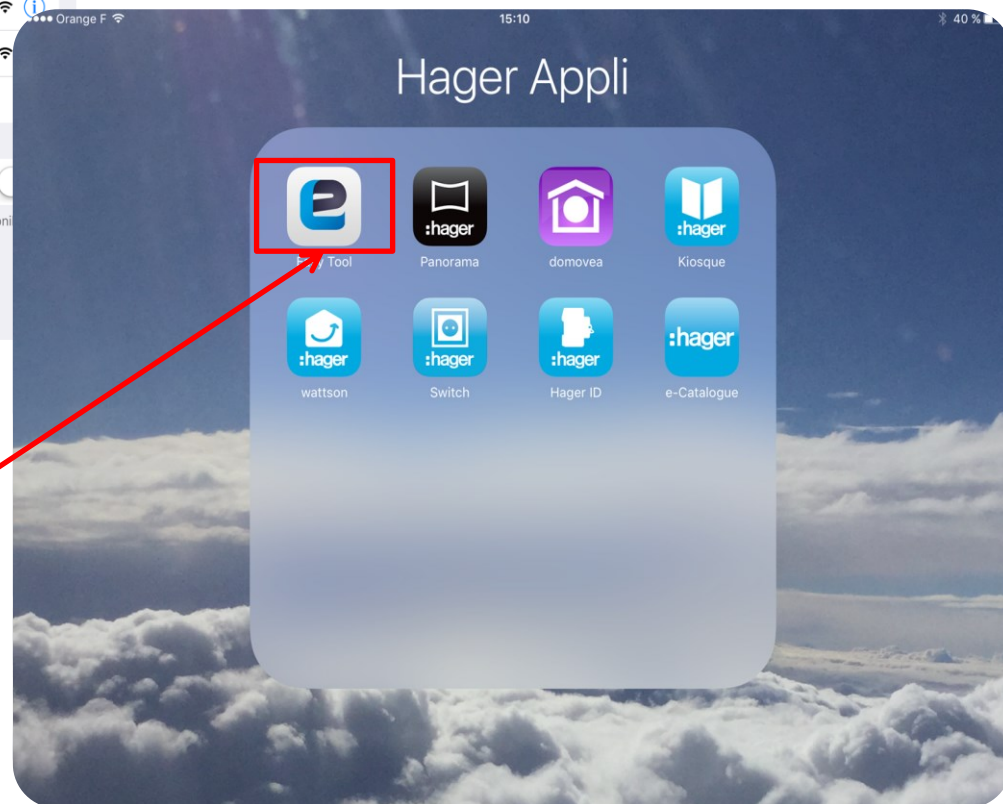 Orange F
15:10
40 %
Hager Appli
Tool
:hager
:hager
Panorama
domovea
Kiosque
:hager
:hager
:hager
:hager
wattson
Switch
Hager ID
e-Catalogue